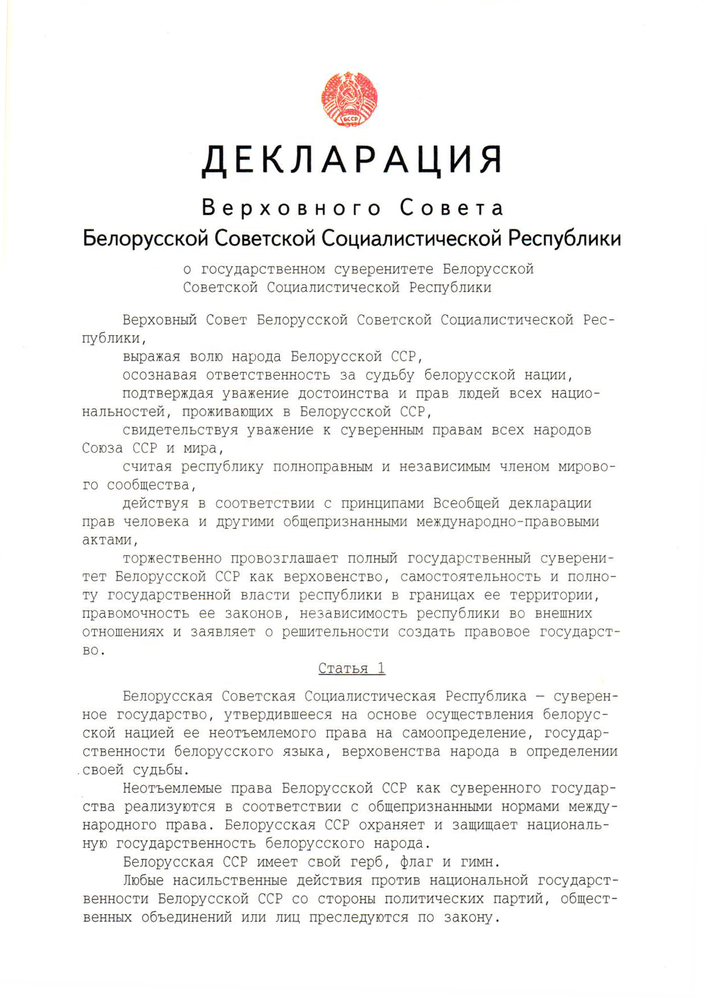 БССР
ДЕКЛАРАЦИЯ
Верховного Совета
Белорусской Советской Социалистической Республики
о государственном суверенитете Белорусской
Советской Социалистической Республики
Верховный Совет Белорусской Советской Социалистической Рес-
публики,
выражая волю народа Белорусской ССР,
осознавая ответственность за судьбу белорусской нации,
подтверждая уважение достоинства и прав людей всех нацио-
нальностей, проживающих в Белорусской ССР,
свидетельствуя уважение к суверенным правам всех народов
Союза ССР и мира,
считая республику полноправным и независимым членом мирово-
го сообщества,
действуя в соответствии с принципами Всеобщей декларации
прав человека и другими общепризнанными международно-правовыми
актами,
торжественно провозглашает полный государственный суверени-
тет Белорусской ССР как верховенство, самостоятельность и полно-
ту государственной власти республики в границах ее территории,
правомочность ее законов, независимость республики во внешних
отношениях и заявляет о решительности создать правовое государст-
во.
Статья 1
Белорусская Советская Социалистическая Республика – суверен-
ное государство, утвердившееся на основе осуществления белорус-
ской нацией ее неотъемлемого права на самоопределение, государ-
ственности белорусского языка, верховенства народа в определении
своей судьбы.
Неотъемлемые права Белорусской ССР как суверенного государ-
ства реализуются в соответствии с общепризнанными нормами между-
народного права. Белорусская ССР охраняет и защищает националь-
ную государственность белорусского народа.
Белорусская ССР имеет свой герб, флаг и гимн.
Любые насильственные действия против национальной государст-
венности Белорусской ССР со стороны политических партий, общест-
венных объединений или лиц преследуются по закону.